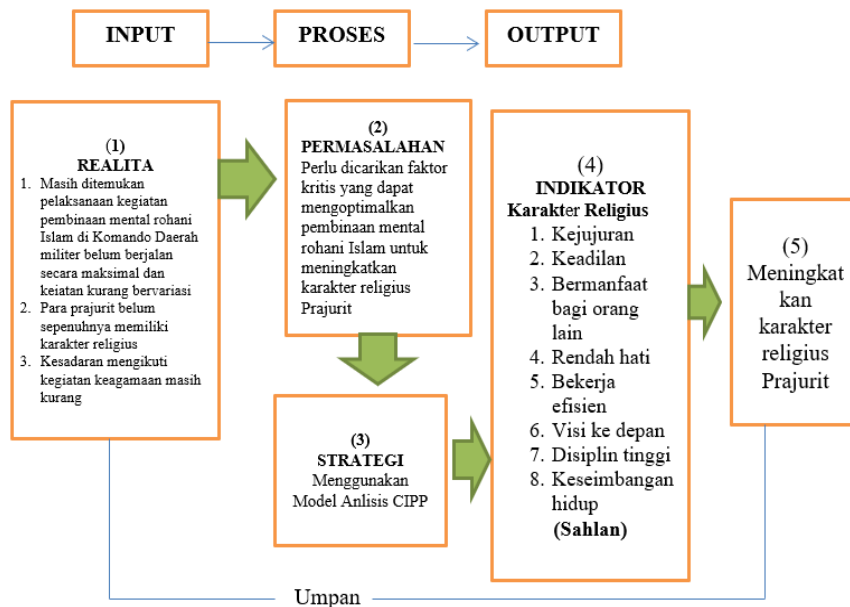 INPUT
PROSES
OUTPUT
(1)
REALITA
1. Masih ditemukan
pelaksanaan kegiatan
pembinaan mental rohani
Islam di Komando Daerah
militer belum berjalan
secara maksimal dan
keiatan kurang bervariasi
2. Para prajurit belum
sepenuhnya memiliki
karakter religius
3. Kesadaran mengikuti
kegiatan keagamaan masih
kurang
(2)
PERMASALAHAN
Perlu dicarikan faktor
kritis yang dapat
mengoptimalkan
pembinaan mental
rohani Islam untuk
meningkatkan
karakter religius
Prajurit
(3)
STRATEGI
Menggunakan
Model Anlisis CIPP
(4)
INDIKATOR
Karakter Religius
1. Kejujuran
2. Keadilan
3. Bermanfaat
bagi orang
lain
4. Rendah hati
5. Bekerja
efisien
6. Visi ke depan
7. Disiplin tinggi
8. Keseimbangan
hidup
(Sahlan)
(5)
Meningkat
kan
karakter
religius
Prajurit
Umpan